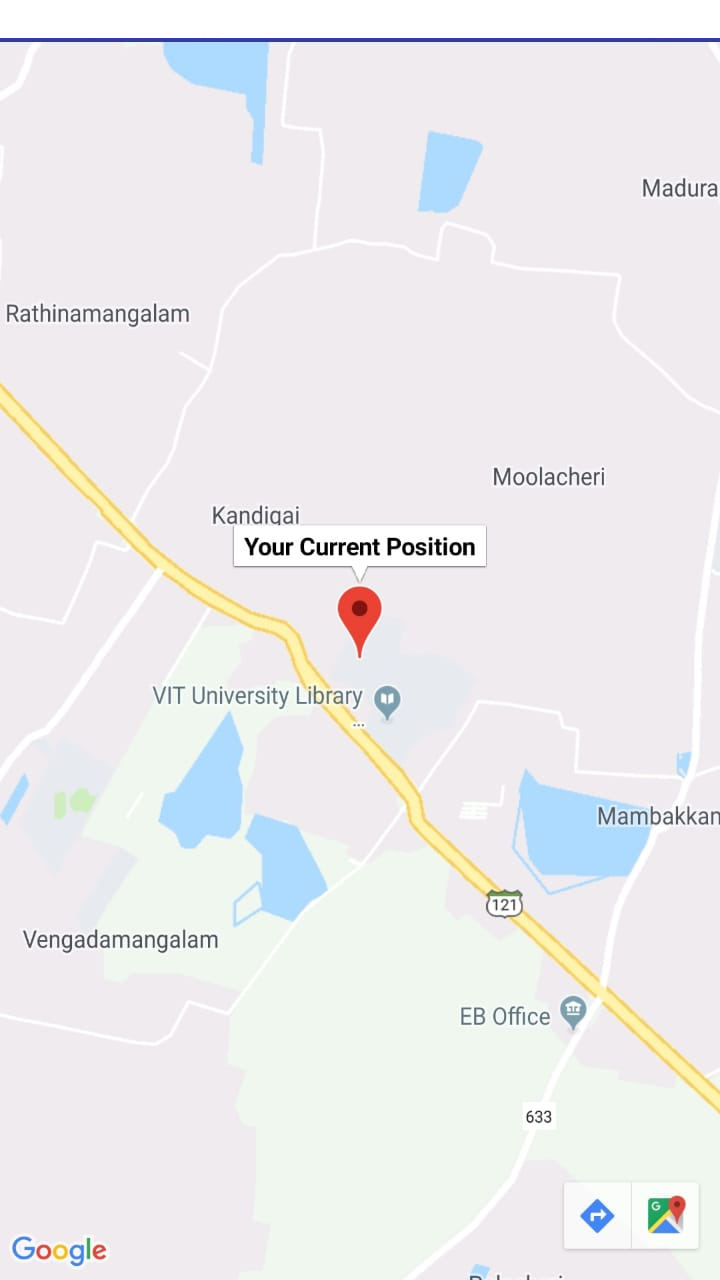 Madura
Rathinamangalam
Moolacheri
Kandigai
Your Current Position
VIT University Library
...
Mambakkan
121
Vengadamangalam
EB Office
633
G
Google